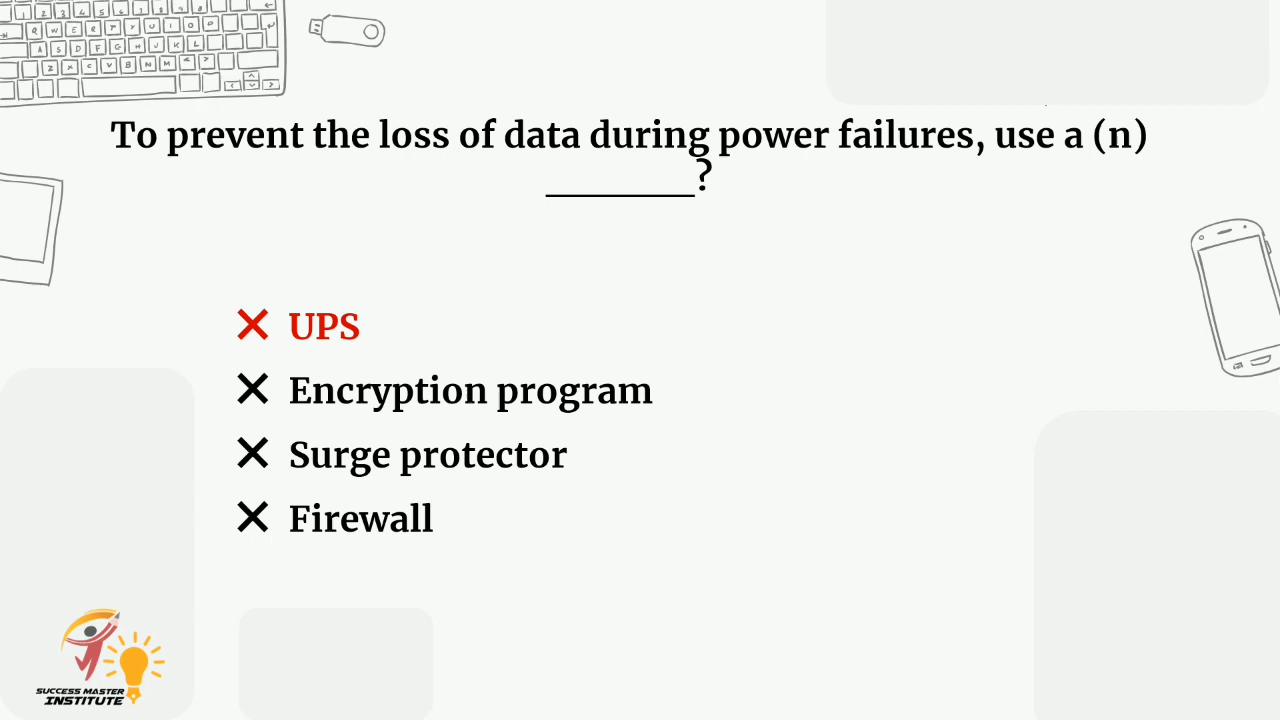 To prevent the loss of data during power failures, use a (n)
________?
✕ UPS
✕ Encryption program
✕ Surge protector
✕ Firewall
SUCCESS MASTER
INSTITUTE